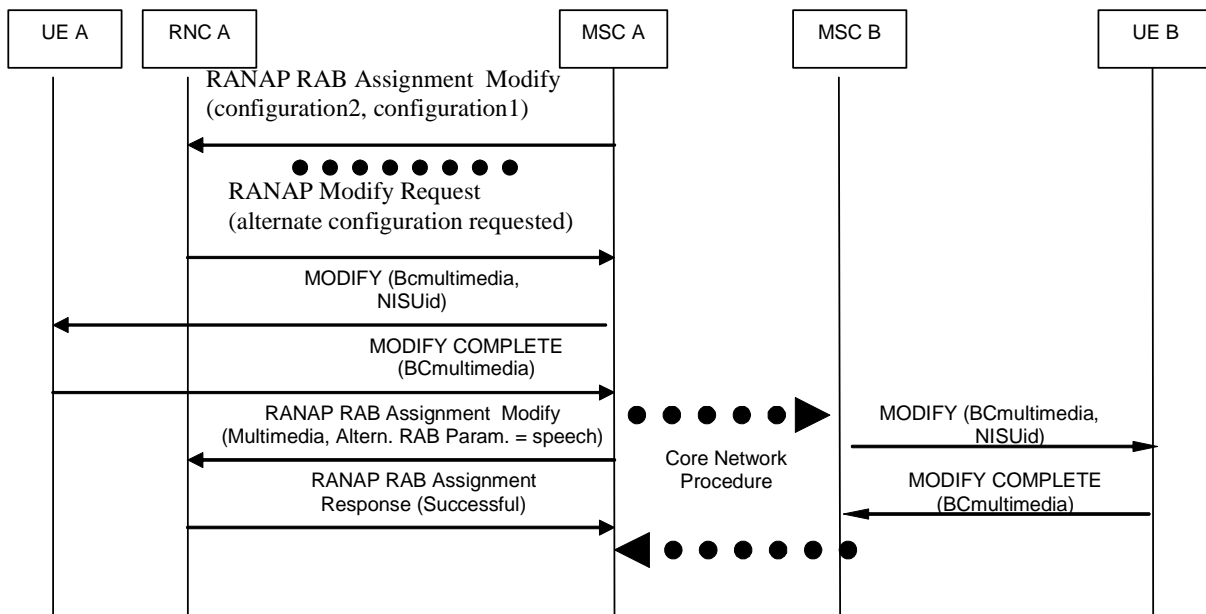 UE A
RNC A
MSC A
MSC B
UE B
RANAP RAB Assignment  Modify
(configuration2, configuration1)
RANAP Modify Request
(alternate configuration requested)
MODIFY (Bcmultimedia,
NISUid)
MODIFY COMPLETE
(BCmultimedia)
RANAP RAB Assignment  Modify
(Multimedia, Altern. RAB Param. = speech)
RANAP RAB Assignment
Response (Successful)
Core Network
Procedure
MODIFY (BCmultimedia,
NISUid)
MODIFY COMPLETE
(BCmultimedia)